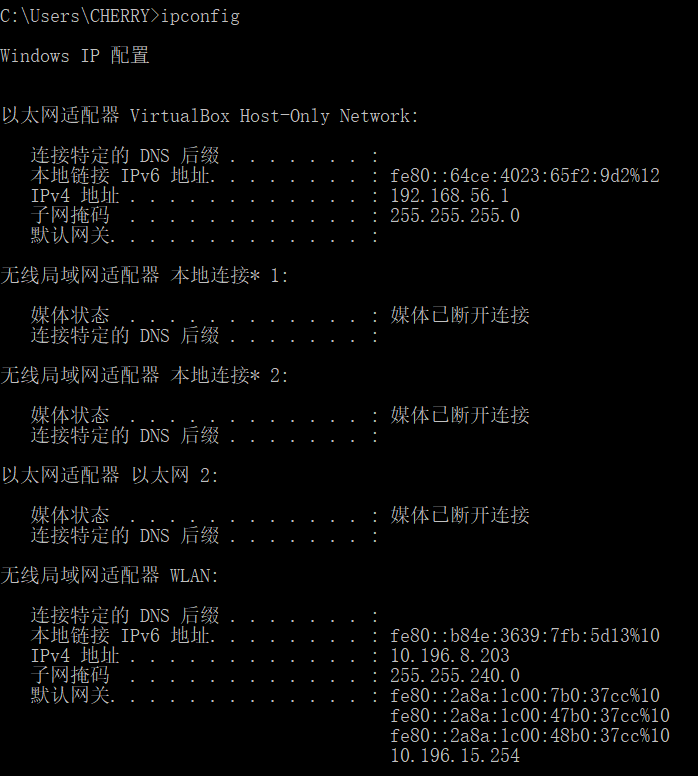 C:\Users\CHERRY>ipconfig
Windows IP 配置
以太网适配器 VirtualBox Host-Only Network:
连接特定的 DNS 后缀 . . . . . . . :
本地链接 IPv6 地址. . . . . . . . : fe80::64ce:4023:65f2:9d2%12
IPv4 地址 . . . . . . . . . . . . : 192.168.56.1
子网掩码  . . . . . . . . . . . . : 255.255.255.0
默认网关. . . . . . . . . . . . . :
无线局域网适配器 本地连接* 1:
媒体状态  . . . . . . . . . . . . : 媒体已断开连接
连接特定的 DNS 后缀 . . . . . . . :
无线局域网适配器 本地连接* 2:
媒体状态  . . . . . . . . . . . . : 媒体已断开连接
连接特定的 DNS 后缀 . . . . . . . :
以太网适配器 以太网 2:
媒体状态  . . . . . . . . . . . . : 媒体已断开连接
连接特定的 DNS 后缀 . . . . . . . :
无线局域网适配器 WLAN:
连接特定的 DNS 后缀 . . . . . . . :
本地链接 IPv6 地址. . . . . . . . : fe80::b84e:3639:7fb:5d13%10
IPv4 地址 . . . . . . . . . . . . : 10.196.8.203
子网掩码  . . . . . . . . . . . . : 255.255.240.0
默认网关. . . . . . . . . . . . . : fe80::2a8a:1c00:7b0:37cc%10
fe80::2a8a:1c00:47b0:37cc%10
fe80::2a8a:1c00:48b0:37cc%10
10.196.15.254